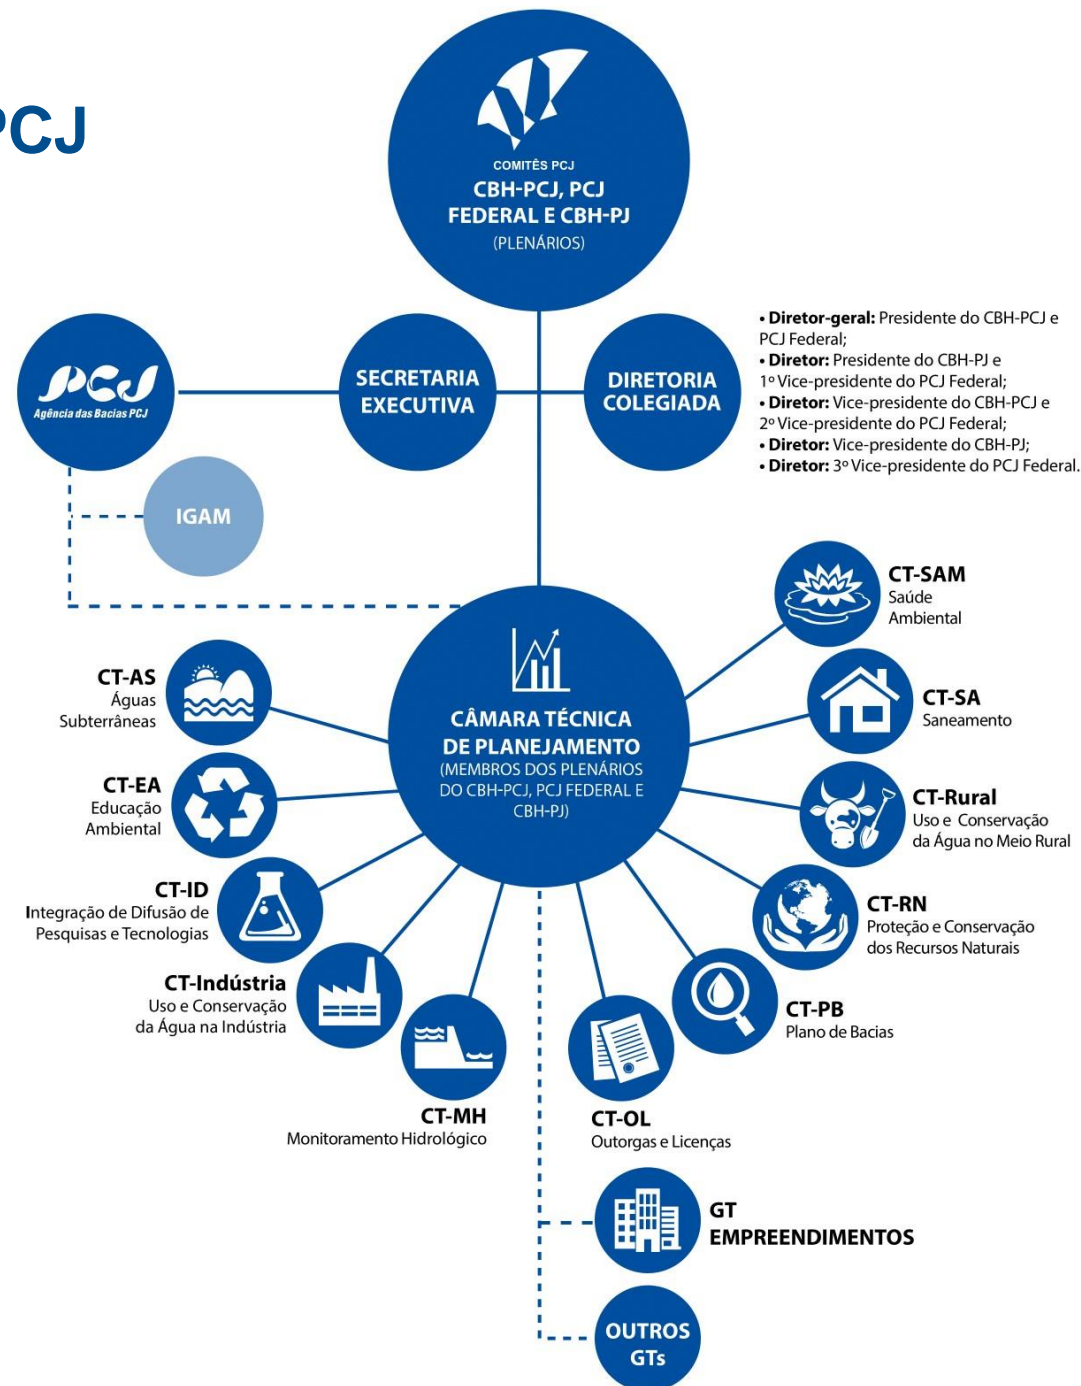 PCJ
COMITÊS PCJ
CBH-PCJ, PCJ
FEDERAL E CBH-PJ
(PLENÁRIOS)
PCJ
Agência das Bacias PCJ
SECRETARIA
EXECUTIVA
DIRETORIA
COLEGIADA
• Diretor-geral: Presidente do CBH-PCJ e
PCJ Federal;
• Diretor: Presidente do CBH-PJ e
1º Vice-presidente do PCJ Federal;
• Diretor: Vice-presidente do CBH-PCJ e
2º Vice-presidente do PCJ Federal;
• Diretor: Vice-presidente do CBH-PJ;
• Diretor: 3º Vice-presidente do PCJ Federal.
IGAM
CÂMARA TÉCNICA
DE PLANEJAMENTO
(MEMBROS DOS PLENÁRIOS
DO CBH-PCJ, PCJ FEDERAL E
CBH-PJ)
CT-AS
Águas
Subterrâneas
CT-EA
Educação
Ambiental
CT-ID
Integração de Difusão de
Pesquisas e Tecnologias
CT-Indústria
Uso e Conservação
da Água na Indústria
CT-MH
Monitoramento Hidrológico
CT-SAM
Saúde
Ambiental
CT-SA
Saneamento
CT-Rural
Uso e Conservação
da Água no Meio Rural
CT-RN
Proteção e Conservação
dos Recursos Naturais
CT-PB
Plano de Bacias
CT-OL
Outorgas e Licenças
GT
EMPREENDIMENTOS
OUTROS
GTs